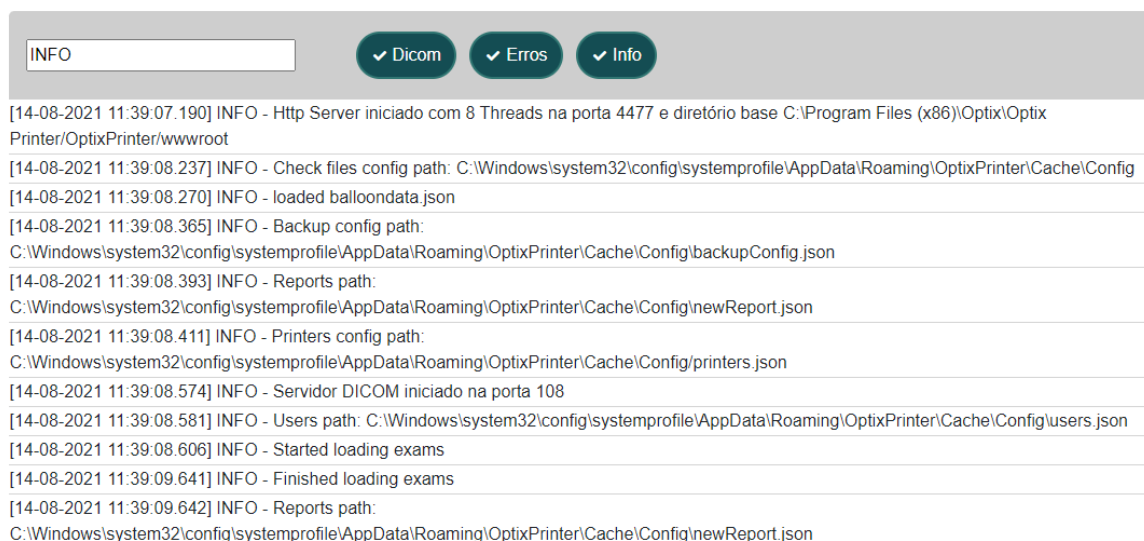 INFO
Dicom
Erros
Info
[14-08-2021 11:39:07.190] INFO - Http Server iniciado com 8 Threads na porta 4477 e diretório base C:\Program Files (x86)\Optix\Optix
Printer/OptixPrinter/wwwroot
[14-08-2021 11:39:08.237] INFO - Check files config path: C:\Windows\system32\config\systemprofile\AppData\Roaming\OptixPrinter\Cache\Config
[14-08-2021 11:39:08.270] INFO - loaded balloondata.json
[14-08-2021 11:39:08.365] INFO - Backup config path:
C:\Windows\system32\config\systemprofile\AppData\Roaming\OptixPrinter\Cache\Config\backupConfig.json
[14-08-2021 11:39:08.393] INFO - Reports path:
C:\Windows\system32\config\systemprofile\AppData\Roaming\OptixPrinter\Cache\Config\newReport.json
[14-08-2021 11:39:08.411] INFO - Printers config path:
C:\Windows\system32\config\systemprofile\AppData\Roaming\OptixPrinter\Cache\Config/printers.json
[14-08-2021 11:39:08.574] INFO - Servidor DICOM iniciado na porta 108
[14-08-2021 11:39:08.581] INFO - Users path: C:\Windows\system32\config\systemprofile\AppData\Roaming\OptixPrinter\Cache\Config\users.json
[14-08-2021 11:39:08.606] INFO - Started loading exams
[14-08-2021 11:39:09.641] INFO - Finished loading exams
[14-08-2021 11:39:09.642] INFO - Reports path:
C:\Windows\system32\config\systemprofile\AppData\Roaming\OptixPrinter\Cache\Config\newReport.json